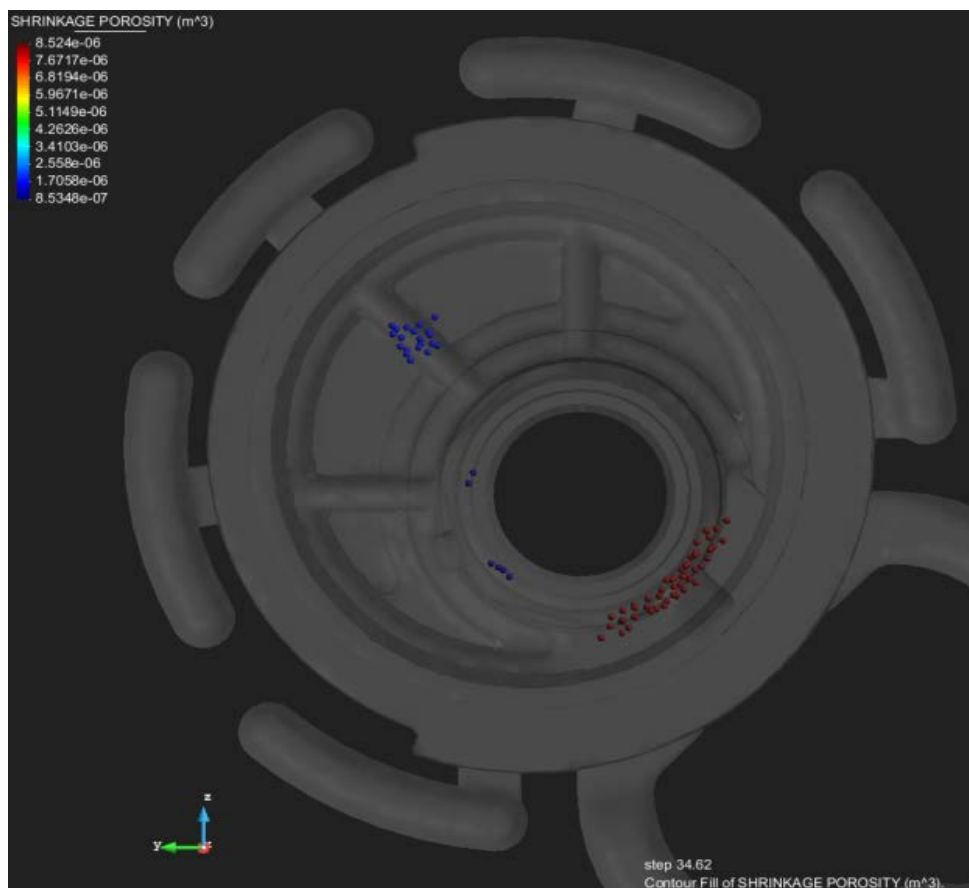 SHRINKAGE POROSITY (m^3)
8.524e-06
7.6717e-06
6.8194e-06
5.9671e-06
5.1149e-06
4.2626e-06
3.4103e-06
2.558e-06
1.7058e-06
8.5348e-07
z
y
step 34.62
Contour Fill of SHRINKAGE POROSITY (m^3).